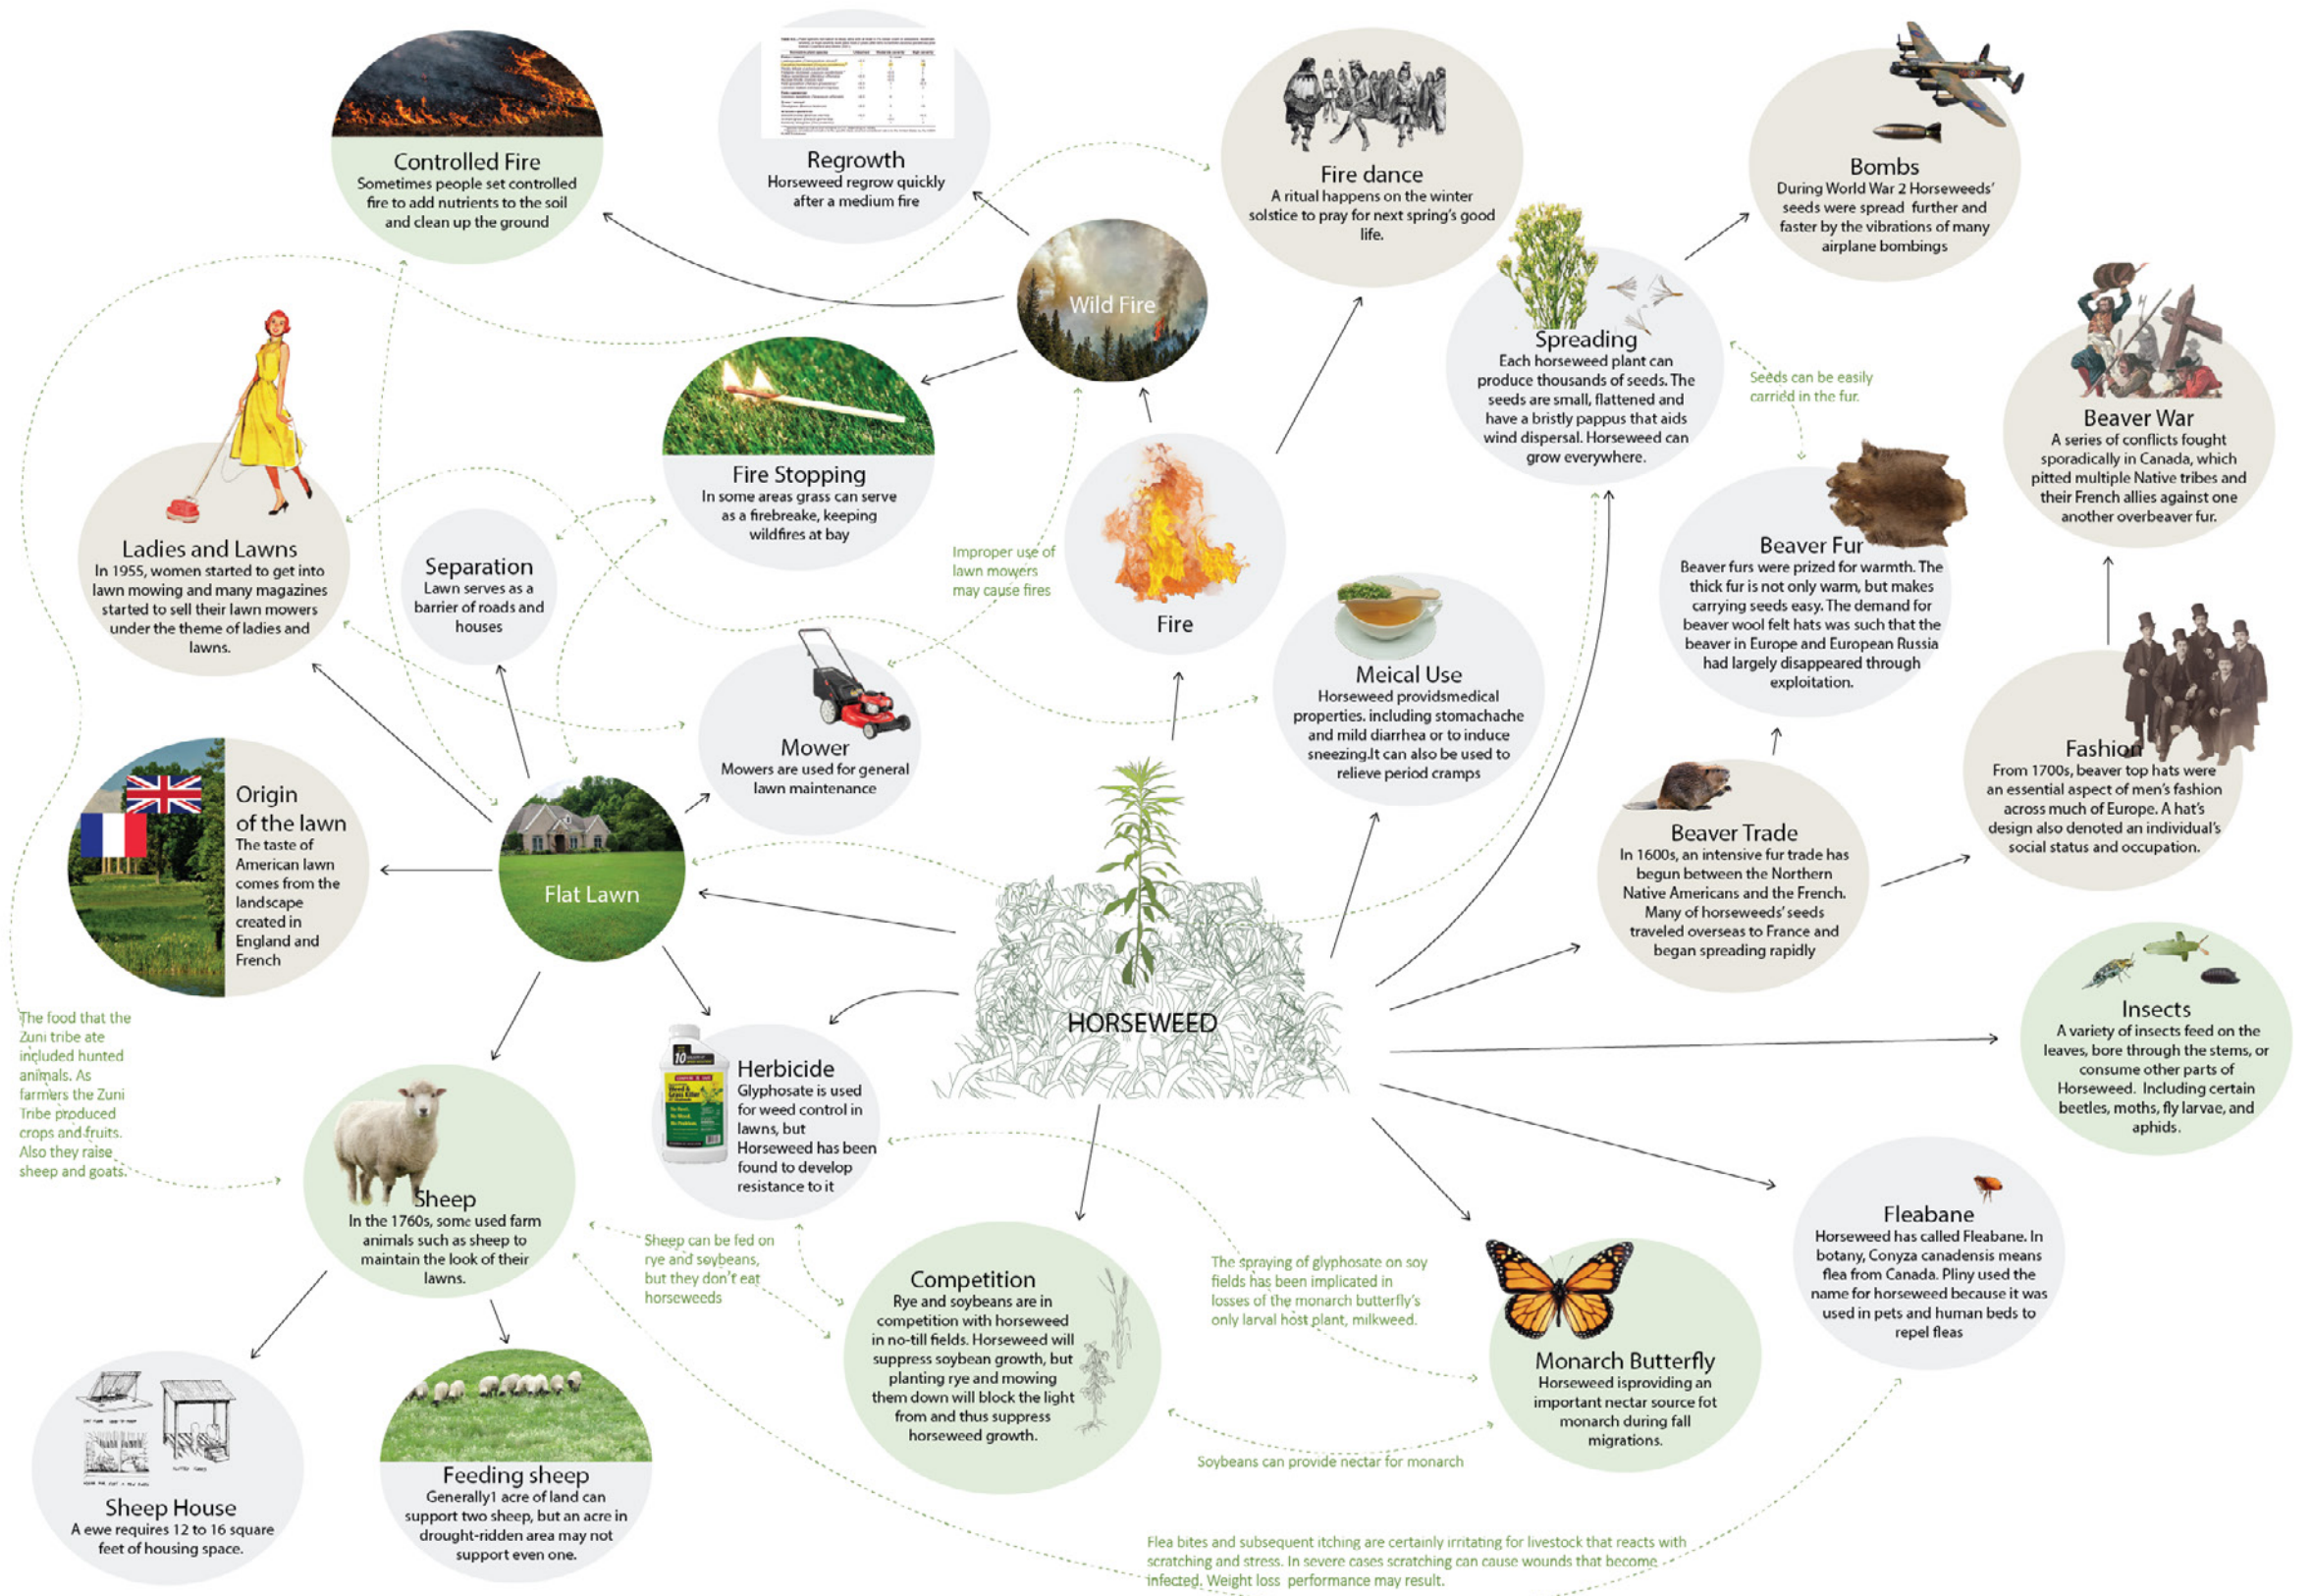 Controlled Fire
Sometimes people set controlled
fire to add nutrients to the soil
and clean up the ground
Regrowth
Horseweed regrow quickly
after a medium fire
Fire dance
A ritual happens on the winter
solstice to pray for next spring's good
life.
Bombs
During World War 2 Horseweeds'
seeds were spread further and
faster by the vibrations of many
airplane bombings
Wild Fire
Spreading
Each horseweed plant can
produce thousands of seeds. The
seeds are small, flattened and
have a bristly pappus that aids
wind dispersal. Horseweed can
grow everywhere.
Seeds can be easily
carried in the fur.
Beaver War
A series of conflicts fought
sporadically in Canada, which
pitted multiple Native tribes and
their French allies against one
another overbeaver fur.
Fire Stopping
In some areas grass can serve
as a firebreake, keeping
wildfires at bay
Ladies and Lawns
In 1955, women started to get into
lawn mowing and many magazines
started to sell their lawn mowers
under the theme of ladies and
lawns.
Separation
Lawn serves as a
barrier of roads and
houses
Improper use of
lawn mowers
may cause fires
Fire
Beaver Fur
Beaver furs were prized for warmth. The
thick fur is not only warm, but makes
carrying seeds easy. The demand for
beaver wool felt hats was such that the
beaver in Europe and European Russia
had largely disappeared through
exploitation.
Meical Use
Horseweed providsmedical
properties. including stomachache
and mild diarrhea or to induce
sneezing.It can also be used to
relieve period cramps
Mower
Mowers are used for general
lawn maintenance
Fashion
From 1700s, beaver top hats were
an essential aspect of men's fashion
across much of Europe. A hat's
design also denoted an individual's
social status and occupation.
Origin
of the lawn
The taste of
American lawn
comes from the
landscape
created in
England and
French
Flat Lawn
Beaver Trade
In 1600s, an intensive fur trade has
begun between the Northern
Native Americans and the French.
Many of horseweeds' seeds
traveled overseas to France and
began spreading rapidly
HORSEWEED
Insects
A variety of insects feed on the
leaves, bore through the stems, or
consume other parts of
Horseweed. Including certain
beetles, moths, fly larvae, and
aphids.
The food that the
Zuni tribe ate
included hunted
animals. As
farmers the Zuni
Tribe produced
crops and fruits.
Also they raise
sheep and goats.
10
Herbicide
Glyphosate is used
for weed control in
lawns, but
Horseweed has been
found to develop
resistance to it
Sheep
In the 1760s, some used farm
animals such as sheep to
maintain the look of their
lawns.
Sheep can be fed on
rye and soybeans,
but they don't eat
horseweeds
Competition
Rye and soybeans are in
competition with horseweed
in no-till fields. Horseweed will
suppress soybean growth, but
planting rye and mowing
them down will block the light
from and thus suppress
horseweed growth.
The spraying of glyphosate on soy
fields has been implicated in
losses of the monarch butterfly's
only larval host plant, milkweed.
Fleabane
Horseweed has called Fleabane. In
botany, Conyza canadensis means
flea from Canada. Pliny used the
name for horseweed because it was
used in pets and human beds to
repel fleas
Monarch Butterfly
Horseweed isproviding an
important nectar source fot
monarch during fall
migrations.
Soybeans can provide nectar for monarch
Sheep House
A ewe requires 12 to 16 square
feet of housing space.
Feeding sheep
Generally1 acre of land can
support two sheep, but an acre in
drought-ridden area may not
support even one.
Flea bites and subsequent itching are certainly irritating for livestock that reacts with
scratching and stress. In severe cases scratching can cause wounds that become
infected. Weight loss performance may result.